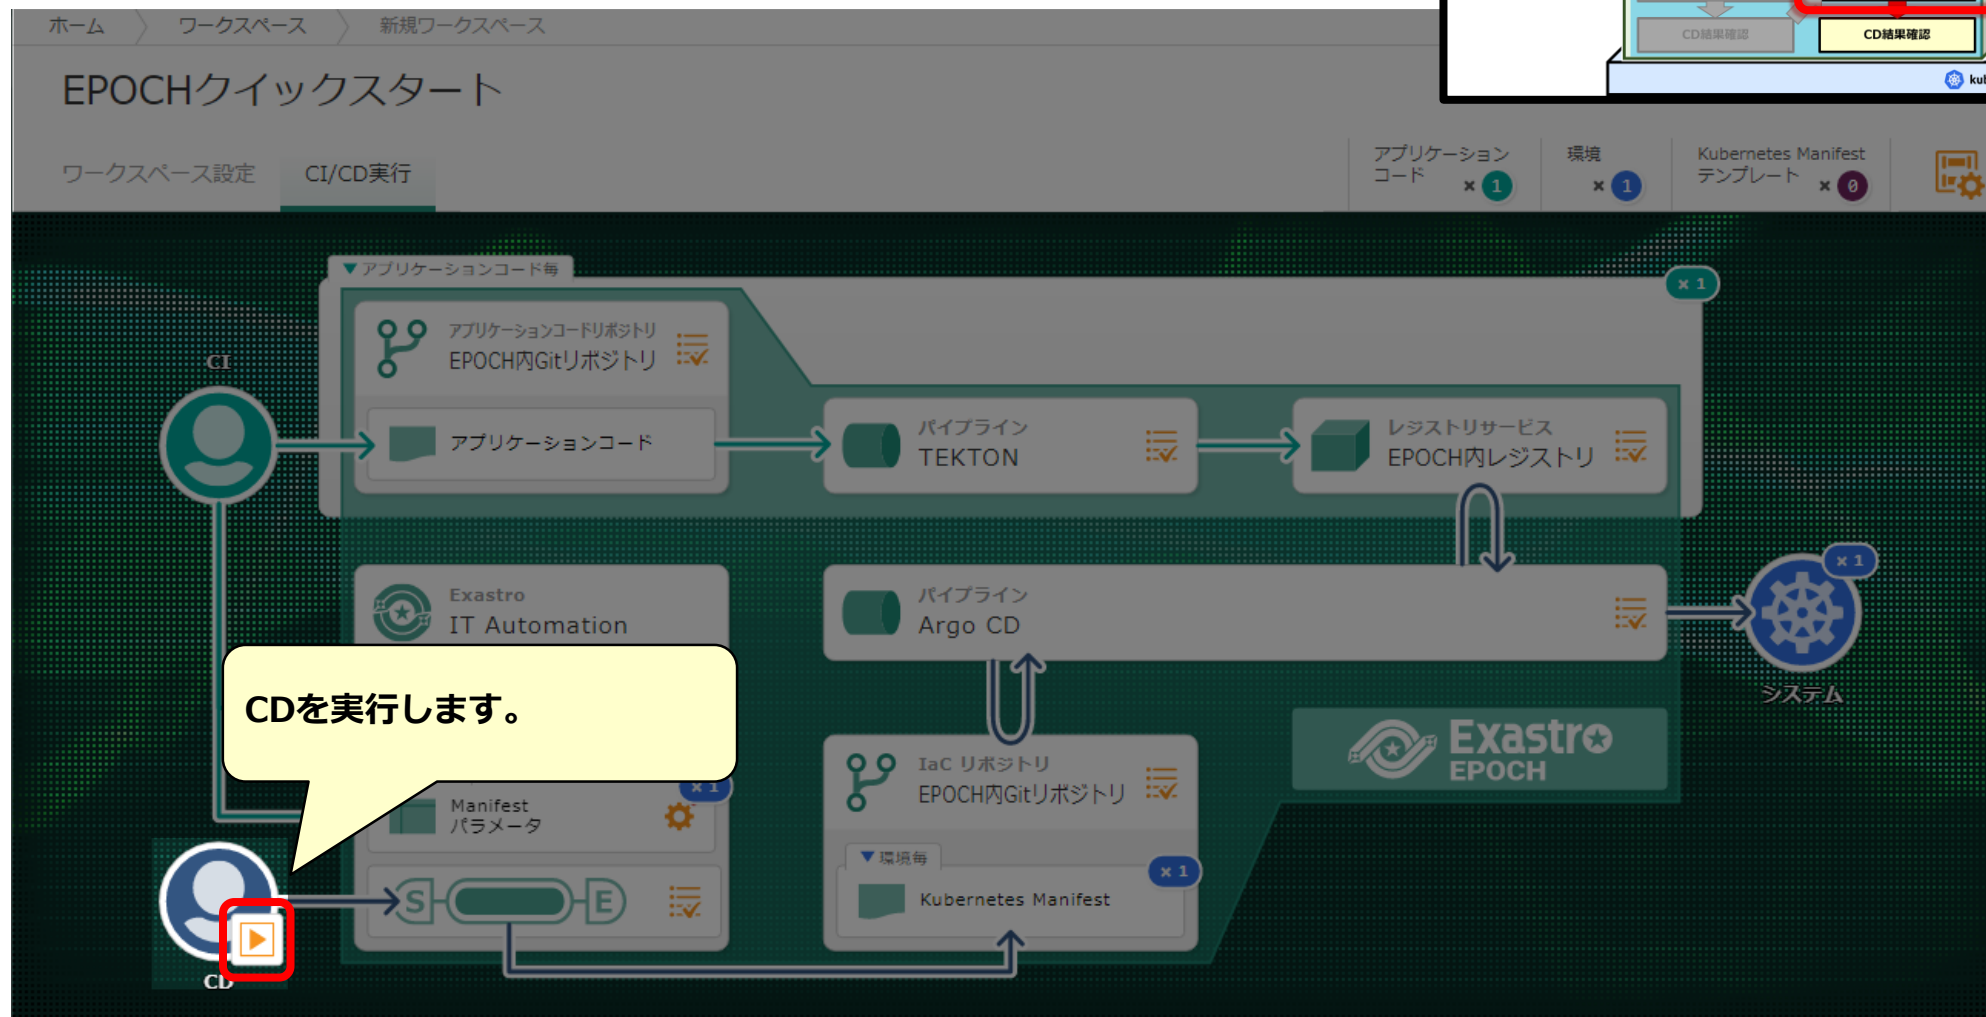 ホーム
ワークスペース
新規ワークスペース
CD結果確認
CD結果確認
EPOCHクイックスタート
ワークスペース設定
CI/CD実行
アプリケーション
コード
× 1
環境
× 1
Kubernetes Manifest
テンプレート
× 0
▼アプリケーションコード毎
× 1
アプリケーションコードリポジトリ
EPOCH内Gitリポジトリ
CI
アプリケーションコード
パイプライン
TEKTON
レジストリサービス
EPOCH内レジストリ
Exastro
IT Automation
パイプライン
Argo CD
× 1
システム
CDを実行します。
Exastro
EPOCH
IaC リポジトリ
EPOCH内Gitリポジトリ
× 1
Manifest
パラメータ
▼環境毎
× 1
S
E
Kubernetes Manifest
CD